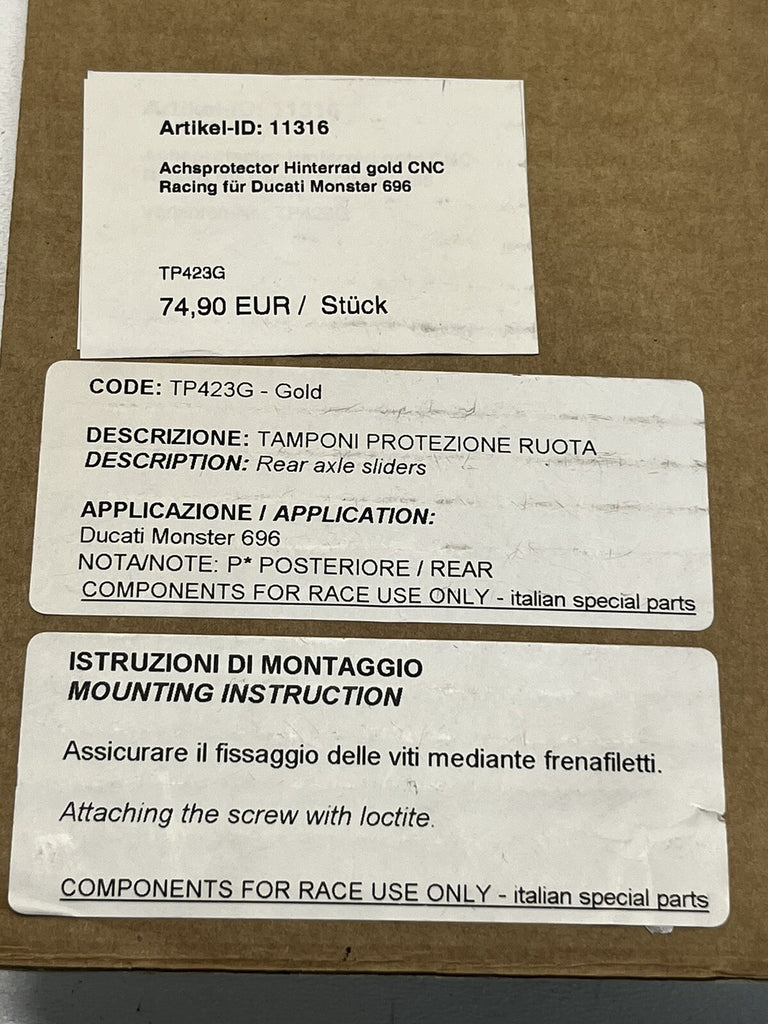 Artikel-ID: 11316
Achsprotector Hinterrad gold CNC
Racing für Ducati Monster 696
TP423G
74,90 EUR / Stück
CODE: TP423G - Gold
DESCRIZIONE: TAMPONI PROTEZIONE RUOTA
DESCRIPTION: Rear axle sliders
APPLICAZIONE / APPLICATION:
Ducati Monster 696
NOTA/NOTE: P* POSTERIORE / REAR
COMPONENTS FOR RACE USE ONLY - italian special parts
ISTRUZIONI DI MONTAGGIO
MOUNTING INSTRUCTION
Assicurare il fissaggio delle viti mediante frenafiletti.
Attaching the screw with loctite.
COMPONENTS FOR RACE USE ONLY - italian special parts